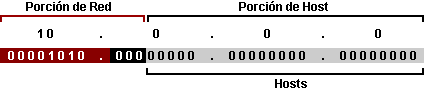 Porción de Red Porción de Host
10 . 0 . 0 . 0
00001010 . 00000000 . 00000000 . 00000000
Hosts